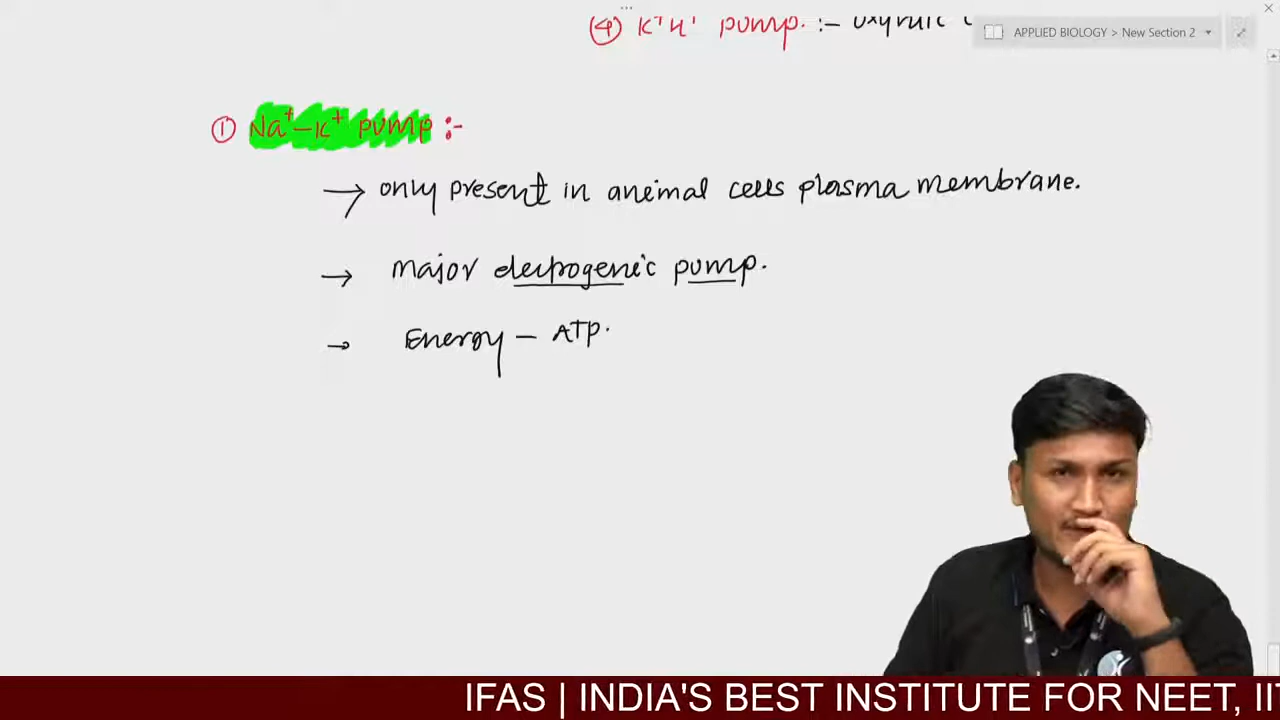 ④ K⁺H⁺ pump. :- oxyntic
APPLIED BIOLOGY > New Section 2
① Na⁺-K⁺ pump :-
→ only present in animal cells plasma membrane.
→ Major electrogenic pump.
→ Energy - ATP.
IFAS | INDIA'S BEST INSTITUTE FOR NEET, II